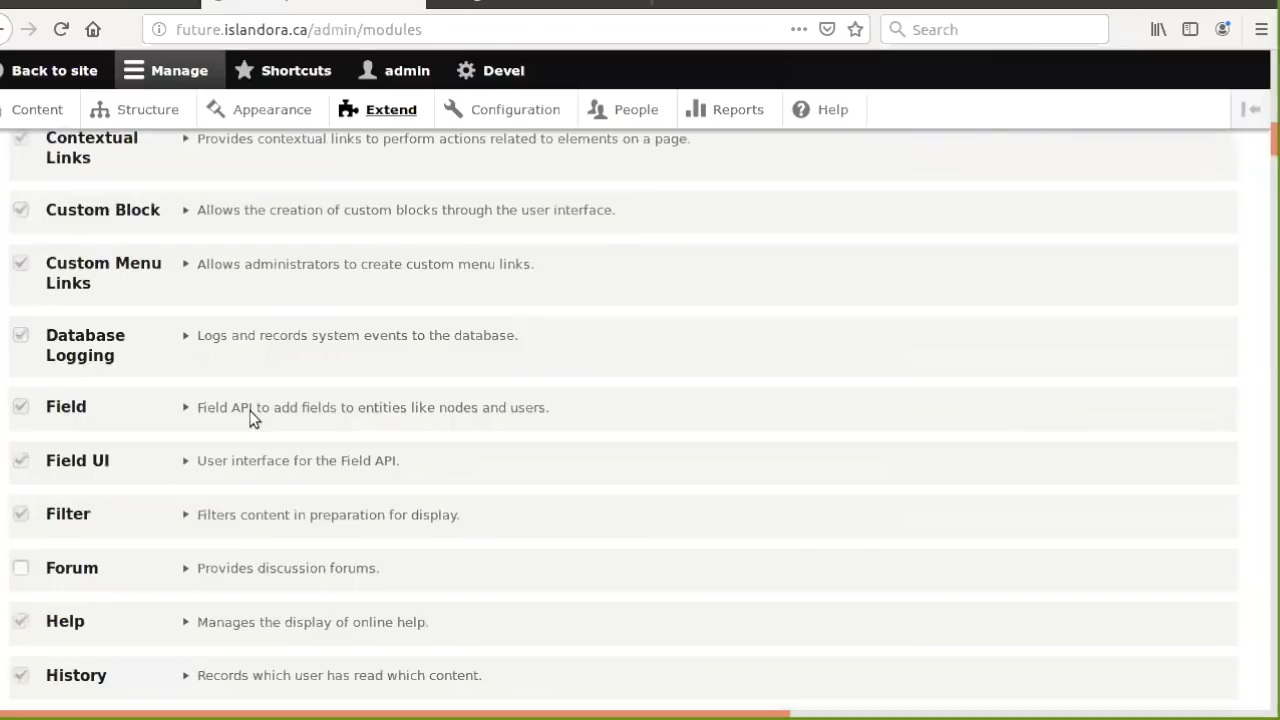 future.islandora.ca/admin/modules
Search
Back to site Manage Shortcuts admin Devel
Content Structure Appearance Extend Configuration People Reports Help
Contextual Links
Provides contextual links to perform actions related to elements on a page.
Custom Block
Allows the creation of custom blocks through the user interface.
Custom Menu Links
Allows administrators to create custom menu links.
Database Logging
Logs and records system events to the database.
Field
Field API to add fields to entities like nodes and users.
Field UI
User interface for the Field API.
Filter
Filters content in preparation for display.
Forum
Provides discussion forums.
Help
Manages the display of online help.
History
Records which user has read which content.